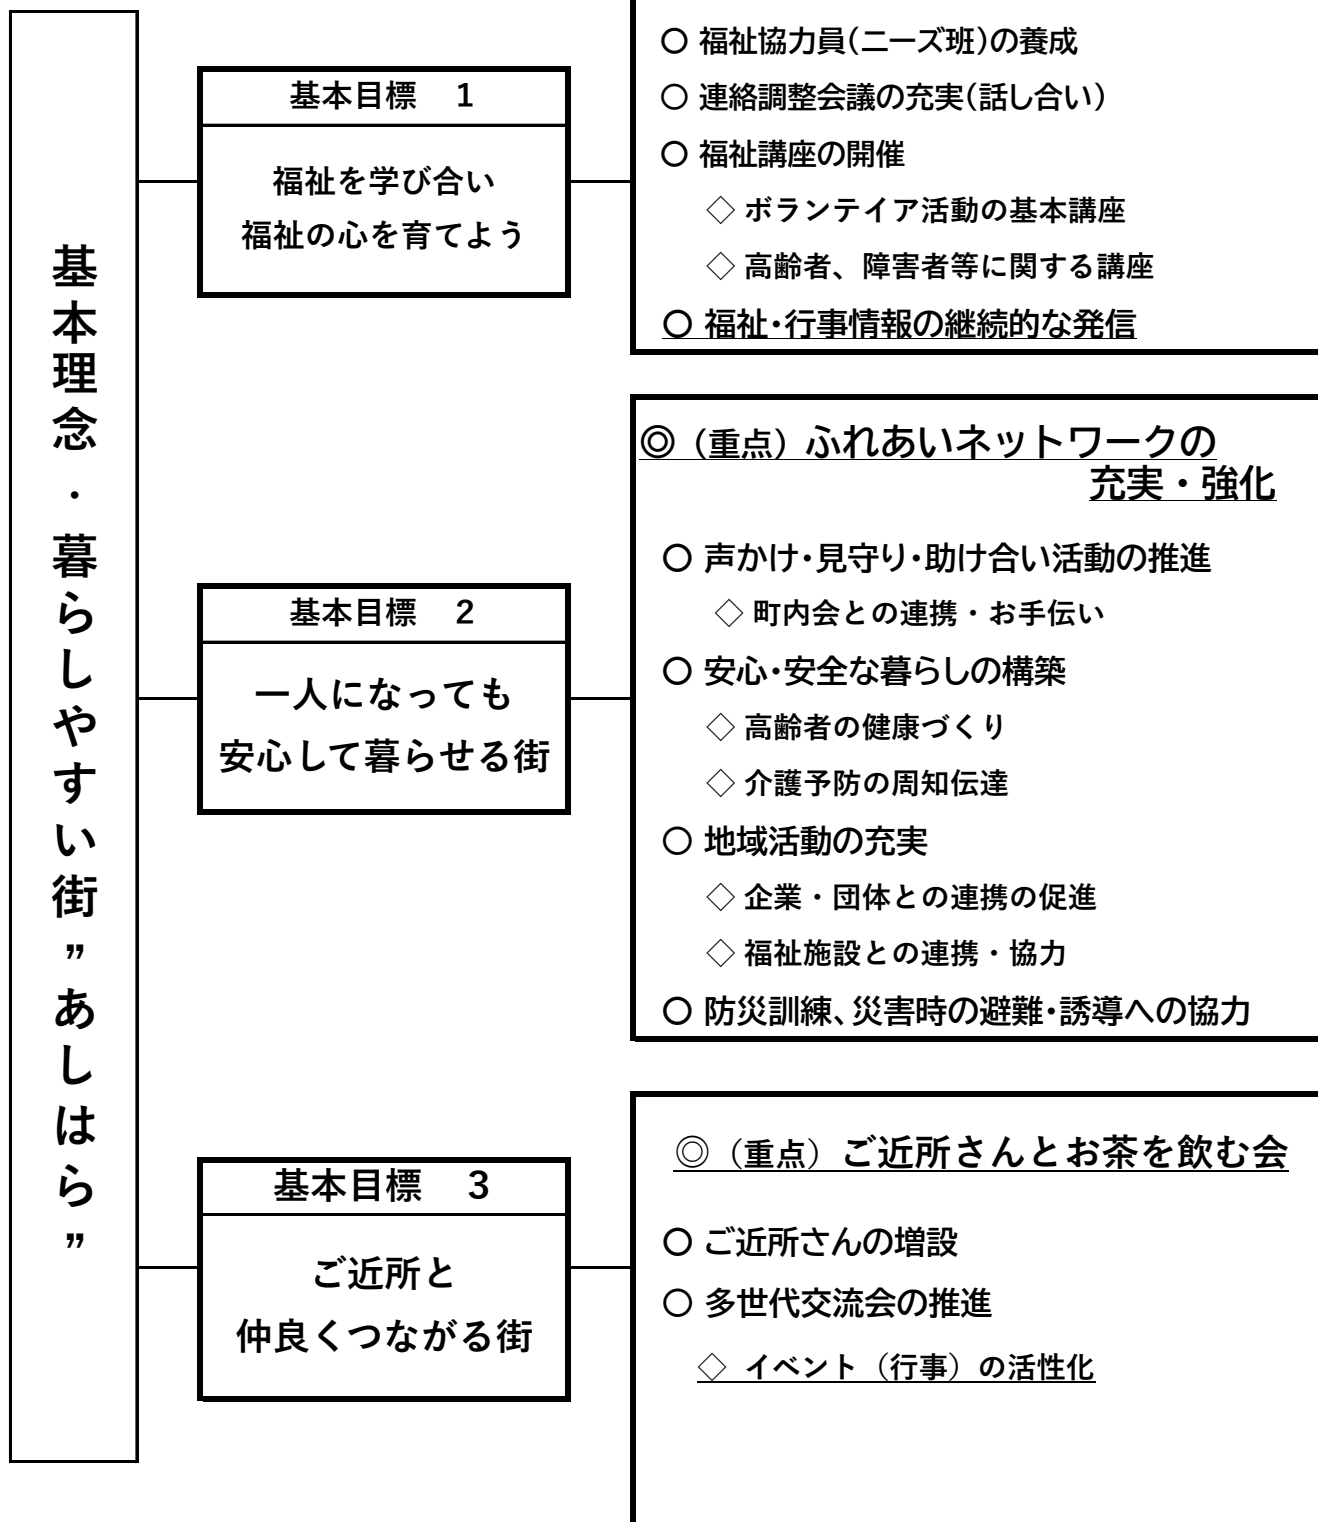 基本理念・暮らしやすい街”あしはら”
基本目標　1
福祉を学び合い
福祉の心を育てよう
〇 福祉協力員(ニーズ班)の養成
〇 連絡調整会議の充実(話し合い)
〇 福祉講座の開催
◇ ボランテイア活動の基本講座
◇ 高齢者、障害者等に関する講座
〇 福祉・行事情報の継続的な発信
基本目標　2
一人になっても
安心して暮らせる街
◎（重点）ふれあいネットワークの
充実・強化
〇 声かけ・見守り・助け合い活動の推進
◇ 町内会との連携・お手伝い
〇 安心・安全な暮らしの構築
◇ 高齢者の健康づくり
◇ 介護予防の周知伝達
〇 地域活動の充実
◇ 企業・団体との連携の促進
◇ 福祉施設との連携・協力
〇 防災訓練、災害時の避難・誘導への協力
基本目標　3
ご近所と
仲良くつながる街
◎（重点）ご近所さんとお茶を飲む会
〇 ご近所さんの増設
〇 多世代交流会の推進
◇ イベント（行事）の活性化